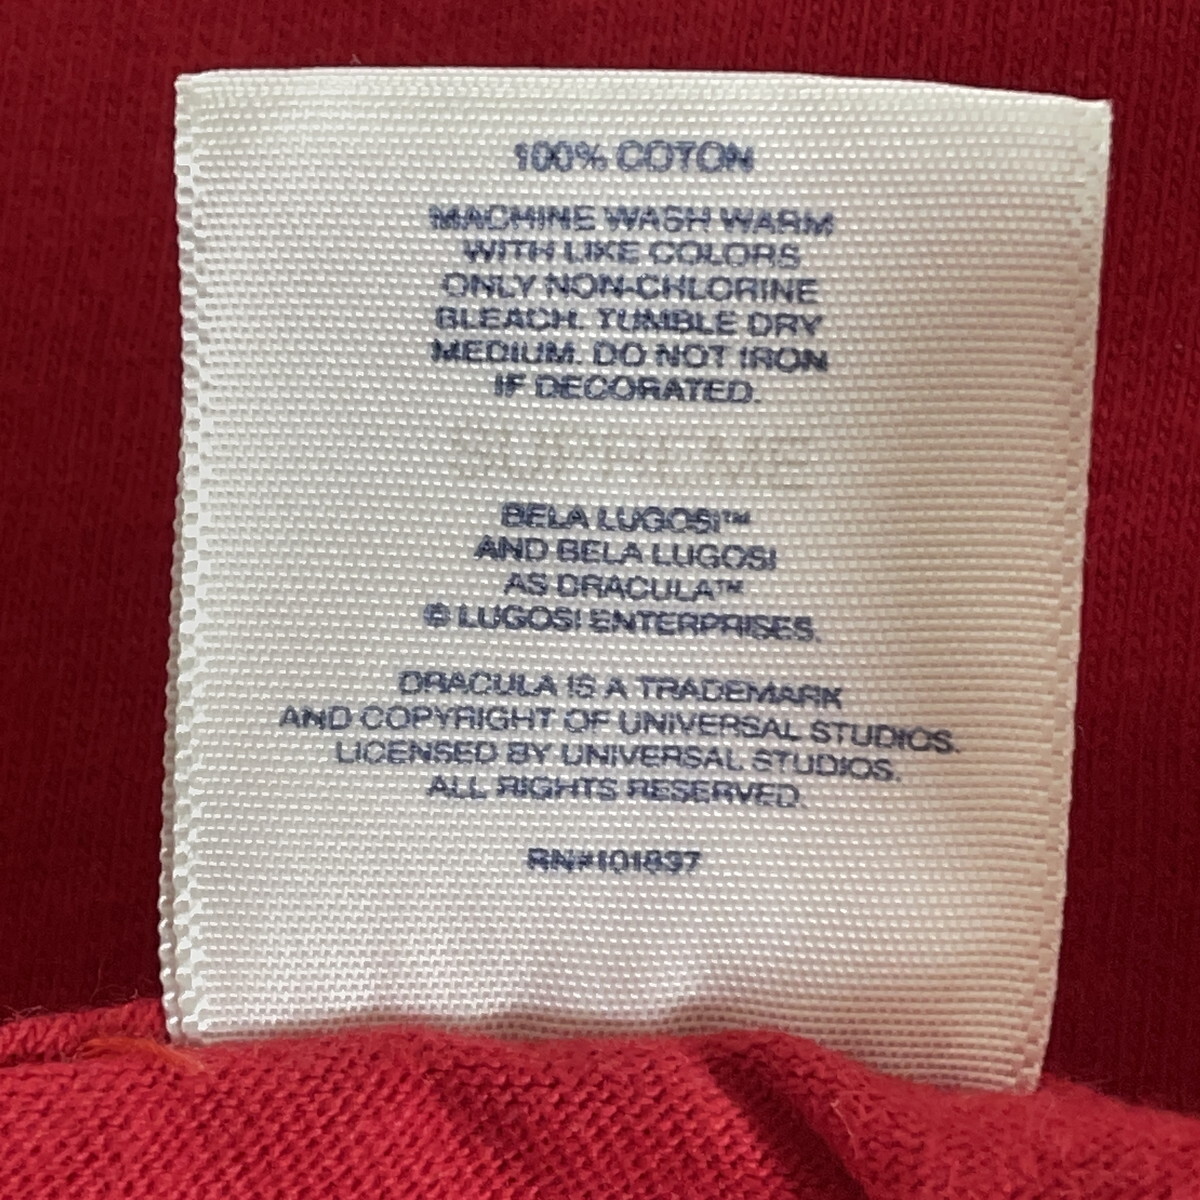 100% COTON
MACHINE WASH WARM
WITH LIKE COLORS
ONLY NON-CHLORINE
BLEACH. TUMBLE DRY
MEDIUM. DO NOT IRON
IF DECORATED.
BELA LUGOSI™
AND BELA LUGOSI
AS DRACULA™
© LUGOSI ENTERPRISES.
DRACULA IS A TRADEMARK
AND COPYRIGHT OF UNIVERSAL STUDIOS.
LICENSED BY UNIVERSAL STUDIOS.
ALL RIGHTS RESERVED.
RN#101837